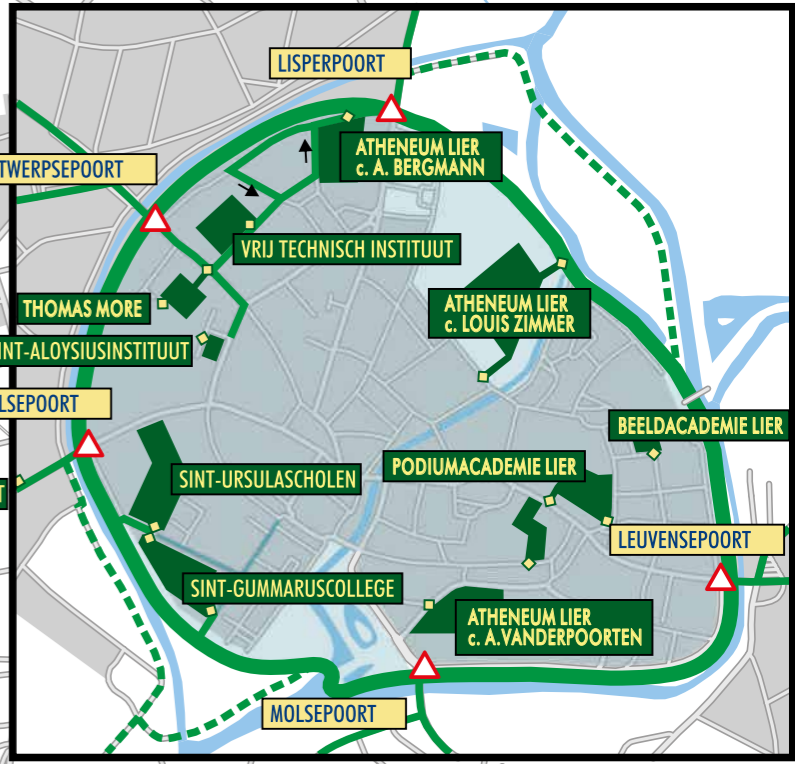 LISPERPOORT
ATHENEUM LIER
c. A. BERGMANN
TWERPSEPOORT
VRIJ TECHNISCH INSTITUUT
THOMAS MORE
ATHENEUM LIER
c. LOUIS ZIMMER
INT-ALOYSIUSINSTITUUT
LSEPOORT
BEELDACADEMIE LIER
PODIUMACADEMIE LIER
SINT-URSULASCHOLEN
T
LEUVENSEPOORT
SINT-GUMMARUSCOLLEGE
ATHENEUM LIER
c. A.VANDERPOORTEN
MOLSEPOORT